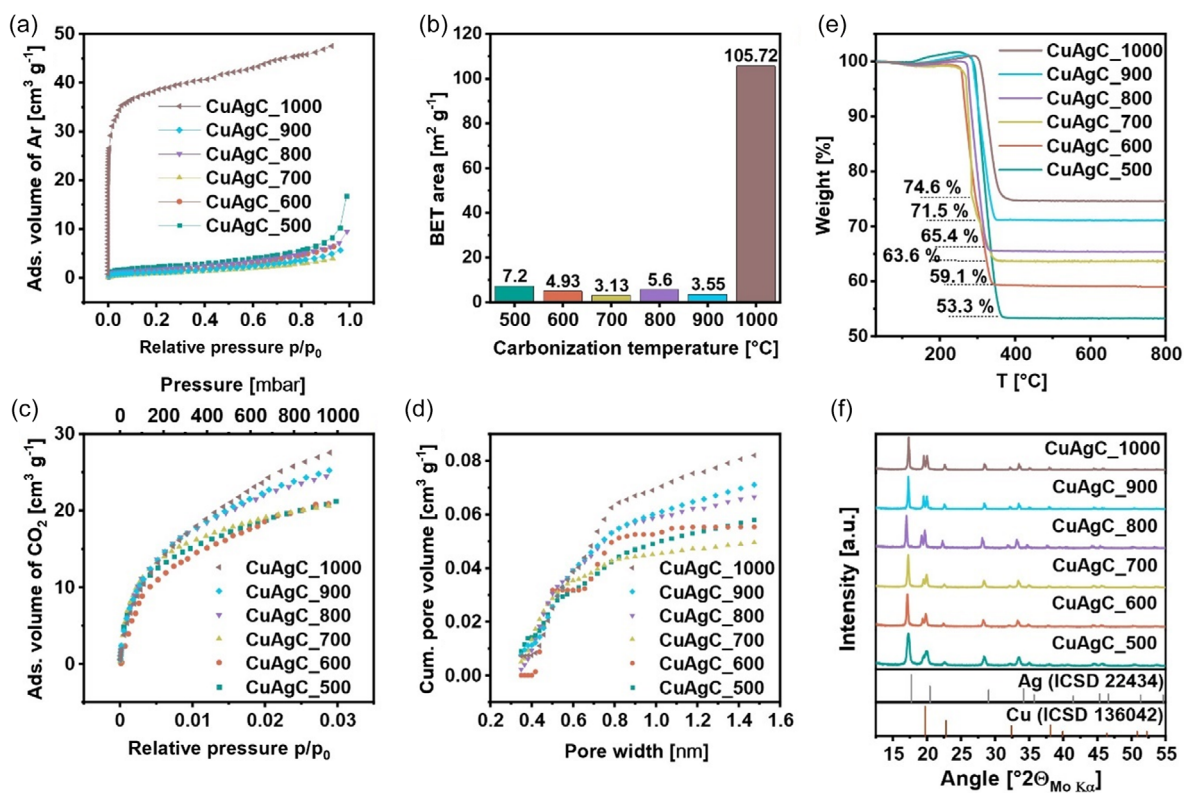 (a)
50
40
30
20
10
0
Ads. volume of Ar [cm³ g⁻¹]
CuAgC_1000
CuAgC_900
CuAgC_800
CuAgC_700
CuAgC_600
CuAgC_500
0.0 0.2 0.4 0.6 0.8 1.0
Relative pressure p/p₀
(b)
120
100
80
60
40
20
0
BET area [m² g⁻¹]
7.2 4.93 3.13 5.6 3.55 105.72
500 600 700 800 900 1000
Carbonization temperature [°C]
(e)
100
90
80
70
60
50
Weight [%]
CuAgC_1000
CuAgC_900
CuAgC_800
CuAgC_700
CuAgC_600
CuAgC_500
74.6 %
71.5 %
65.4 %
63.6 %
59.1 %
53.3 %
200 400 600 800
T [°C]
(c)
Pressure [mbar]
0 200 400 600 800 1000
30
20
10
0
Ads. volume of CO₂ [cm³ g⁻¹]
CuAgC_1000
CuAgC_900
CuAgC_800
CuAgC_700
CuAgC_600
CuAgC_500
0 0.01 0.02 0.03
Relative pressure p/p₀
(d)
0.08
0.06
0.04
0.02
0.00
Cum. pore volume [cm³ g⁻¹]
CuAgC_1000
CuAgC_900
CuAgC_800
CuAgC_700
CuAgC_600
CuAgC_500
0.2 0.4 0.6 0.8 1.0 1.2 1.4 1.6
Pore width [nm]
(f)
Intensity [a.u.]
CuAgC_1000
CuAgC_900
CuAgC_800
CuAgC_700
CuAgC_600
CuAgC_500
Ag (ICSD 22434)
Cu (ICSD 136042)
15 20 25 30 35 40 45 50 55
Angle [°2Θ Mo Kα]